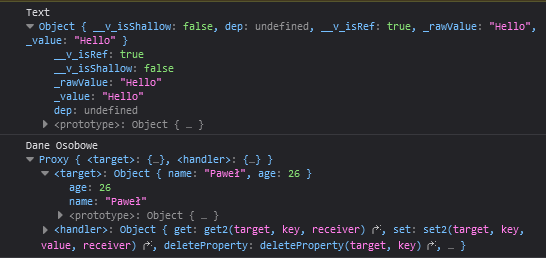 Text
Object { __v_isShallow: false, dep: undefined, __v_isRef: true, _rawValue: "Hello",
_value: "Hello" }
__v_isRef: true
__v_isShallow: false
_rawValue: "Hello"
_value: "Hello"
dep: undefined
<prototype>: Object { … }
Dane Osobowe
Proxy { <target>: {…}, <handler>: {…} }
<target>: Object { name: "Paweł", age: 26 }
age: 26
name: "Paweł"
<prototype>: Object { … }
<handler>: Object { get: get2(target, key, receiver), set: set2(target, key,
value, receiver), deleteProperty: deleteProperty(target, key), … }